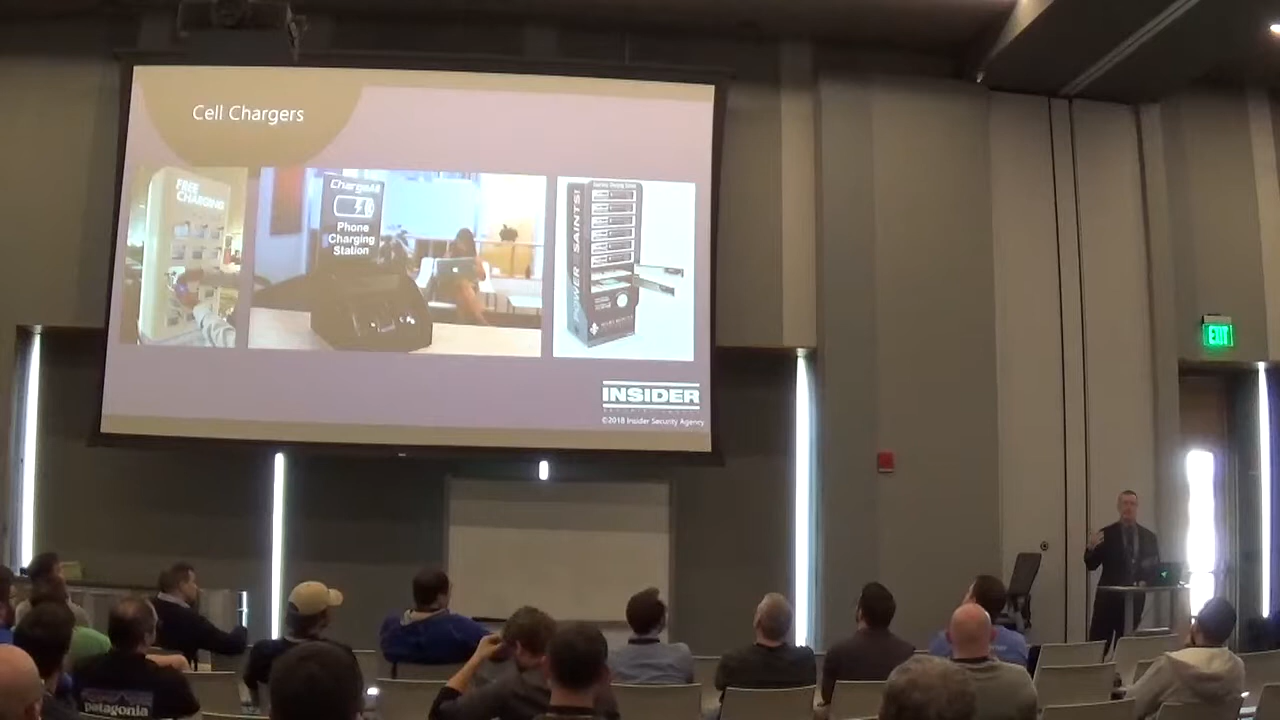 Cell Chargers
FREE
CHARGING
ChargeAll
Phone
Charging
Station
POWER SAINTS!
INSIDER
©2018 Insider Security Agency
EXIT
patagonia